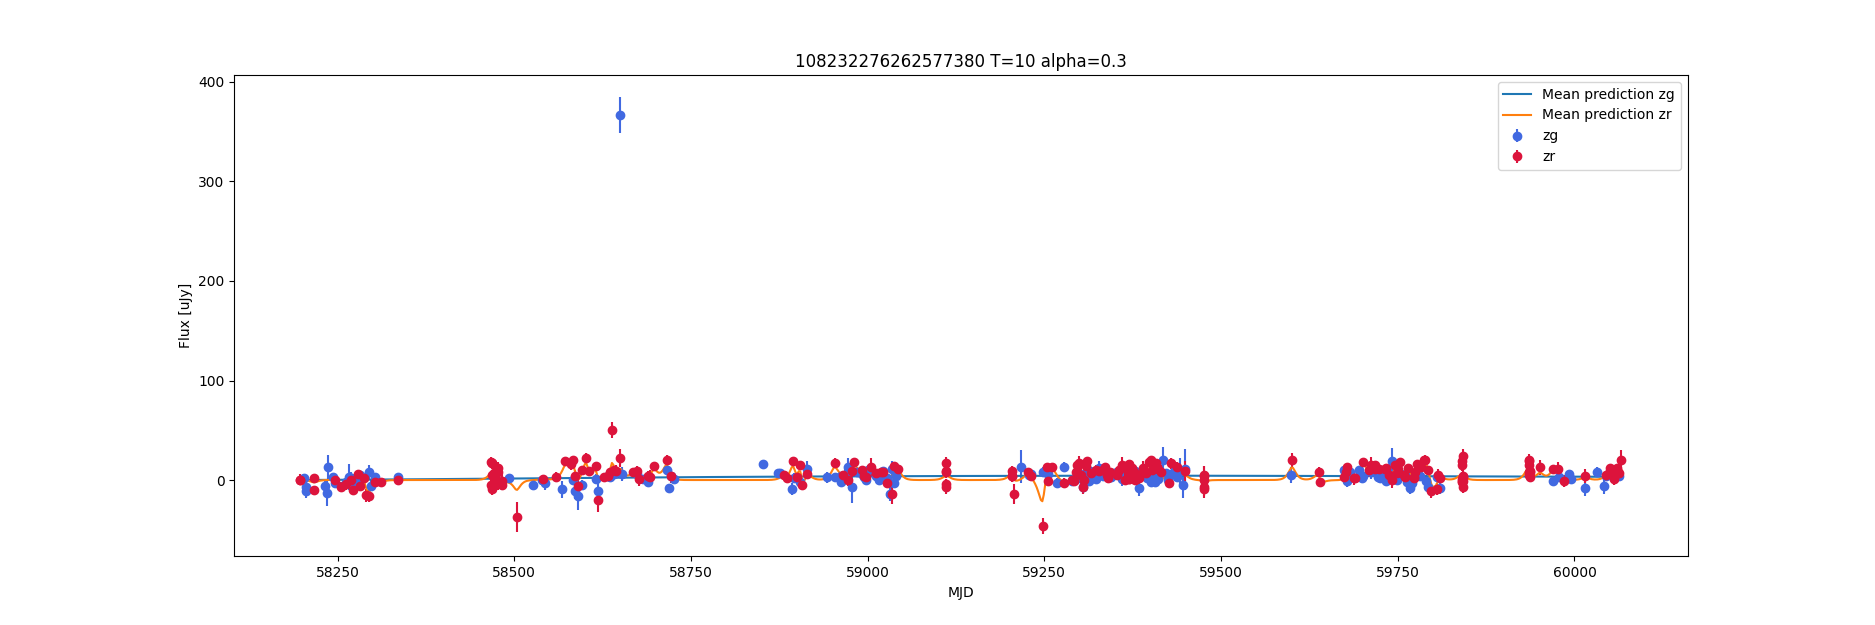 108232276262577380 T=10 alpha=0.3
400
300
200
100
0
Flux [uJy]
58250 58500 58750 59000 59250 59500 59750 60000
MJD
Mean prediction zg
Mean prediction zr
zg
zr